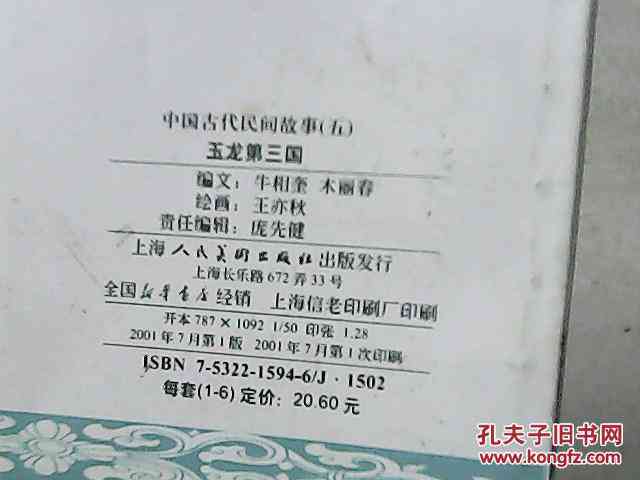 中国古代民间故事(五)
玉龙第三国
编文：牛相奎 木丽春
绘画：王亦秋
责任编辑：庞先健
上海人民美術出版社出版发行
上海长乐路672弄33号
全国新华书店经销 上海信老印刷厂印刷
开本 787×1092 1/50 印张 1.28
2001年7月第1版 2001年7月第1次印刷
ISBN 7-5322-1594-6/J·1502
每套(1-6)定价：20.60元
孔夫子旧书网
www.kongfz.com